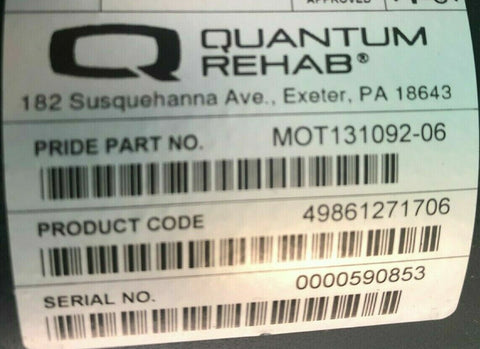 APPROVED
QUANTUM
REHAB®
182 Susquehanna Ave., Exeter, PA 18643
PRIDE PART NO. MOT131092-06
PRODUCT CODE 49861271706
SERIAL NO. 0000590853